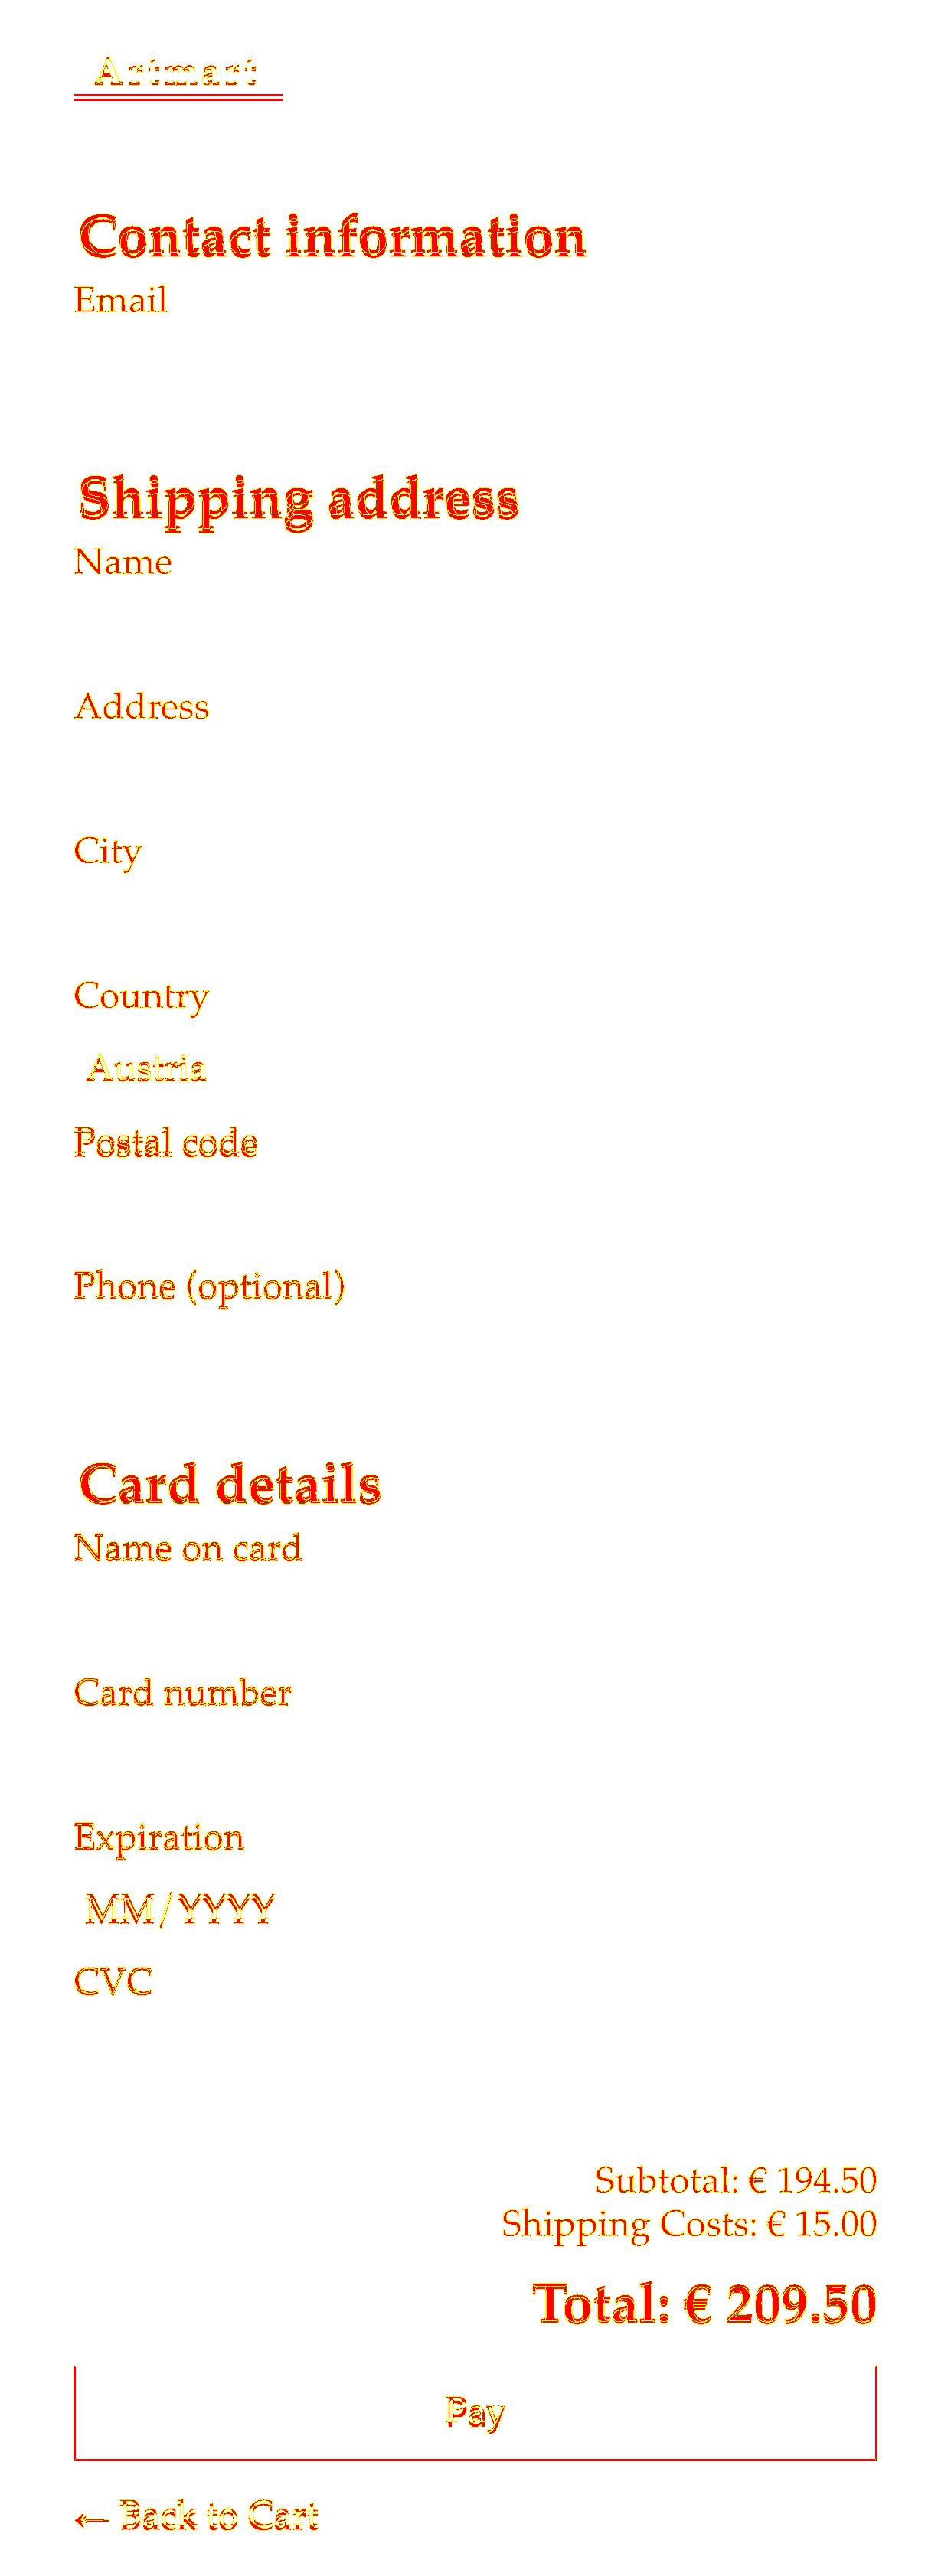 Artmart
Contact information
Email
Shipping address
Name
Address
City
Country
Austria
Postal code
Phone (optional)
Card details
Name on card
Card number
Expiration
MM/YYYY
CVC
Subtotal: € 194.50
Shipping Costs: € 15.00
Total: € 209.50
Pay
← Back to Cart